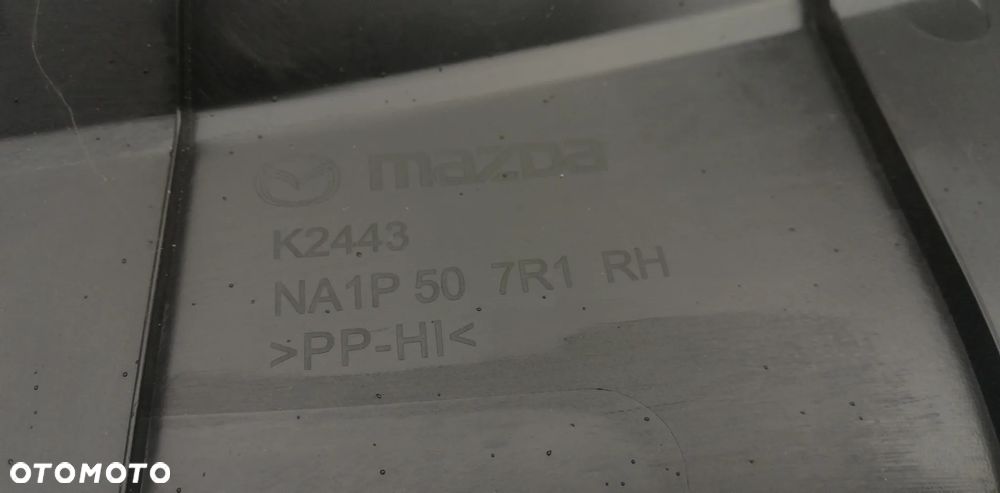 mazda
K2443
NA1P 50 7R1 RH
>PP-HI<
OTOMOTO